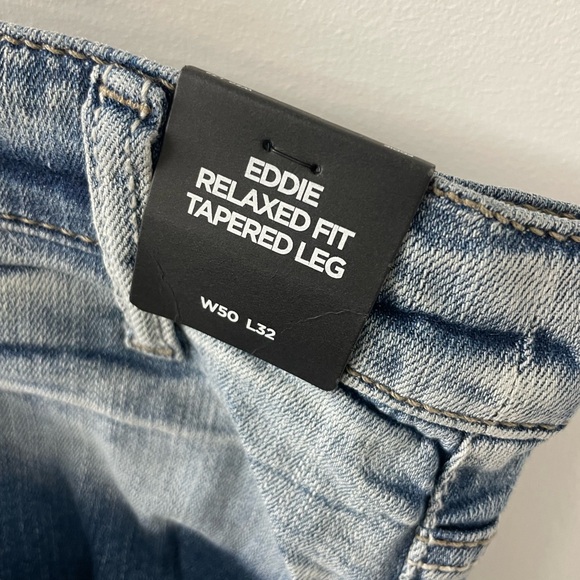 EDDIE
RELAXED FIT
TAPERED LEG
W50 L32